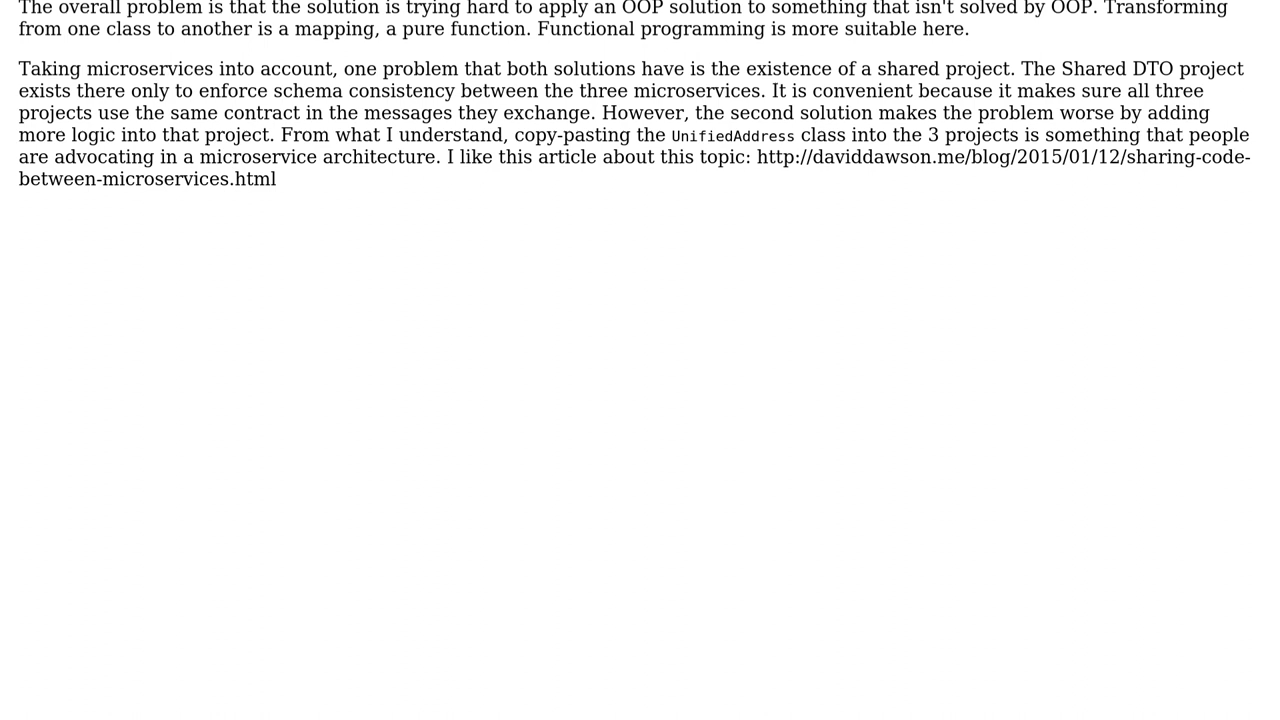 The overall problem is that the solution is trying hard to apply an OOP solution to something that isn't solved by OOP. Transforming
from one class to another is a mapping, a pure function. Functional programming is more suitable here.
Taking microservices into account, one problem that both solutions have is the existence of a shared project. The Shared DTO project
exists there only to enforce schema consistency between the three microservices. It is convenient because it makes sure all three
projects use the same contract in the messages they exchange. However, the second solution makes the problem worse by adding
more logic into that project. From what I understand, copy-pasting the UnifiedAddress class into the 3 projects is something that people
are advocating in a microservice architecture. I like this article about this topic: http://daviddawson.me/blog/2015/01/12/sharing-code-
between-microservices.html